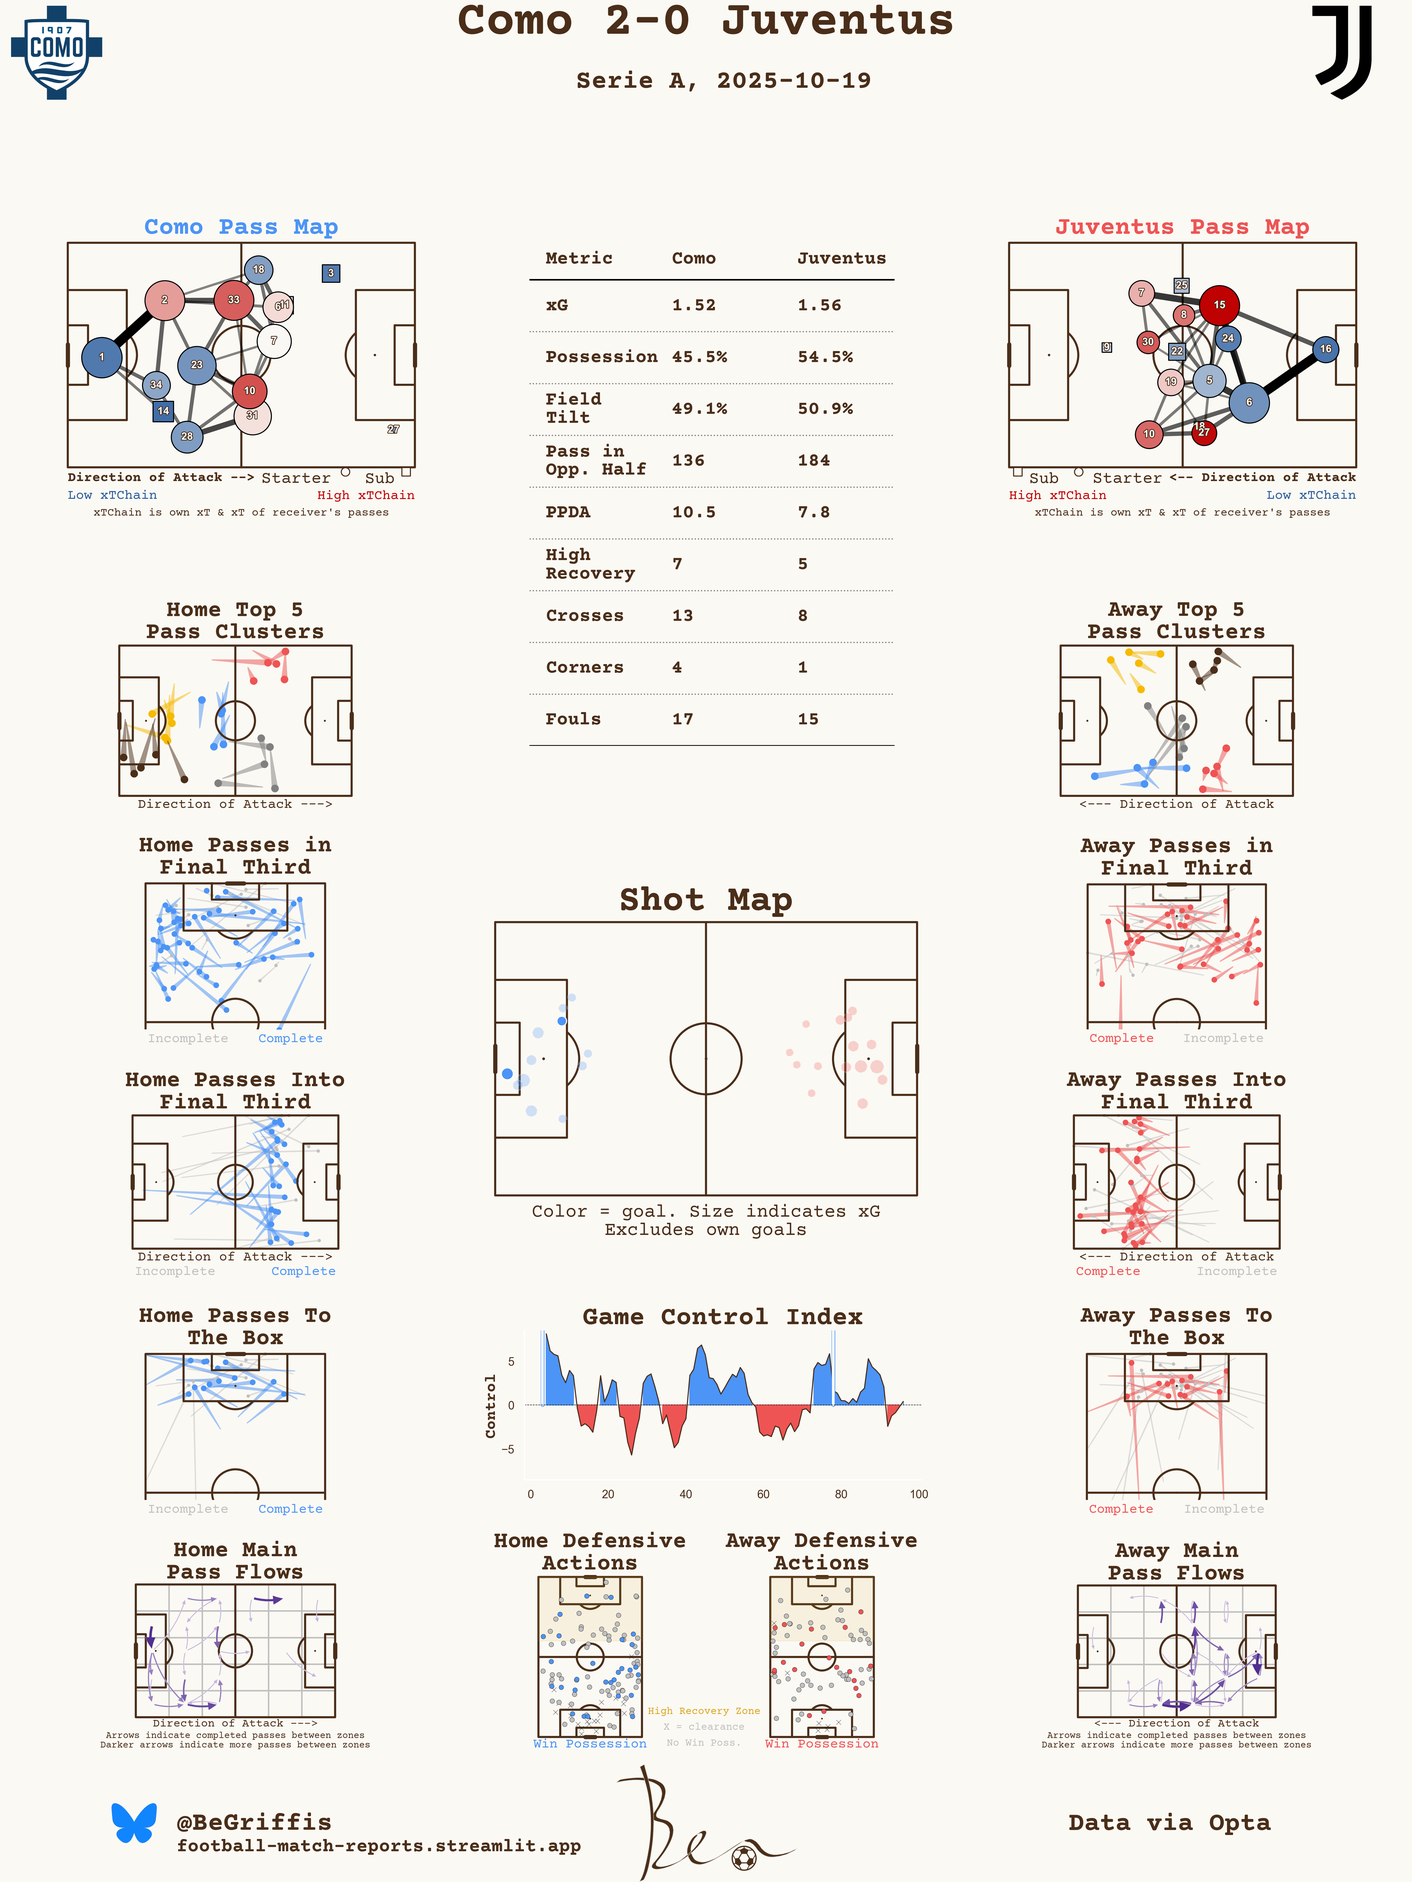 Como 2-0 Juventus
Serie A, 2025-10-19
1907
COMO
Como Pass Map
1
2
3
6
7
10
11
14
18
23
27
28
31
33
34
Direction of Attack --> Starter Sub
Low xTChain High xTChain
xTChain is own xT & xT of receiver's passes
Metric Como Juventus
xG 1.52 1.56
Possession 45.5% 54.5%
Field
Tilt 49.1% 50.9%
Pass in
Opp. Half 136 184
PPDA 10.5 7.8
High
Recovery 7 5
Crosses 13 8
Corners 4 1
Fouls 17 15
Juventus Pass Map
7
25
15
8
30
22
24
9
16
19
5
6
10
18
27
Sub Starter <-- Direction of Attack
High xTChain Low xTChain
xTChain is own xT & xT of receiver's passes
Home Top 5
Pass Clusters
Direction of Attack --->
Away Top 5
Pass Clusters
<--- Direction of Attack
Home Passes in
Final Third
Incomplete Complete
Away Passes in
Final Third
Complete Incomplete
Shot Map
Color = goal. Size indicates xG
Excludes own goals
Home Passes Into
Final Third
Direction of Attack --->
Incomplete Complete
Away Passes Into
Final Third
<--- Direction of Attack
Complete Incomplete
Home Passes To
The Box
Incomplete Complete
Game Control Index
Control
5
0
−5
0 20 40 60 80 100
Away Passes To
The Box
Complete Incomplete
Home Main
Pass Flows
Direction of Attack --->
Arrows indicate completed passes between zones
Darker arrows indicate more passes between zones
Home Defensive
Actions
Win Possession
High Recovery Zone
X = clearance
No Win Poss.
Away Defensive
Actions
Win Possession
Away Main
Pass Flows
<--- Direction of Attack
Arrows indicate completed passes between zones
Darker arrows indicate more passes between zones
@BeGriffis
football-match-reports.streamlit.app
Ben
Data via Opta